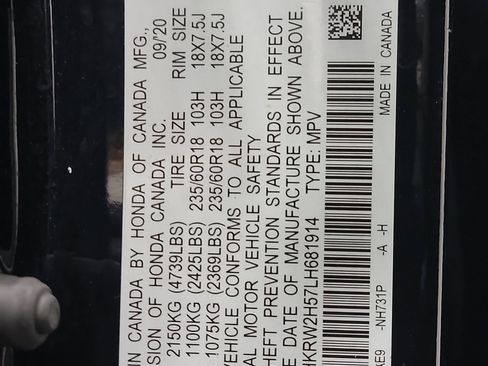 IN CANADA BY HONDA OF CANADA MFG.,
SION OF HONDA CANADA INC. 09/20
2150KG (4739LBS) TIRE SIZE RIM SIZE
1100KG (2425LBS) 235/60R18 103H 18X7.5J
1075KG (2369LBS) 235/60R18 103H 18X7.5J
VEHICLE CONFORMS TO ALL APPLICABLE
AL MOTOR VEHICLE SAFETY
HEFT PREVENTION STANDARDS IN EFFECT
E DATE OF MANUFACTURE SHOWN ABOVE.
HKRW2H57LH681914 TYPE: MPV
AE9 -NH731P -A -H MADE IN CANADA